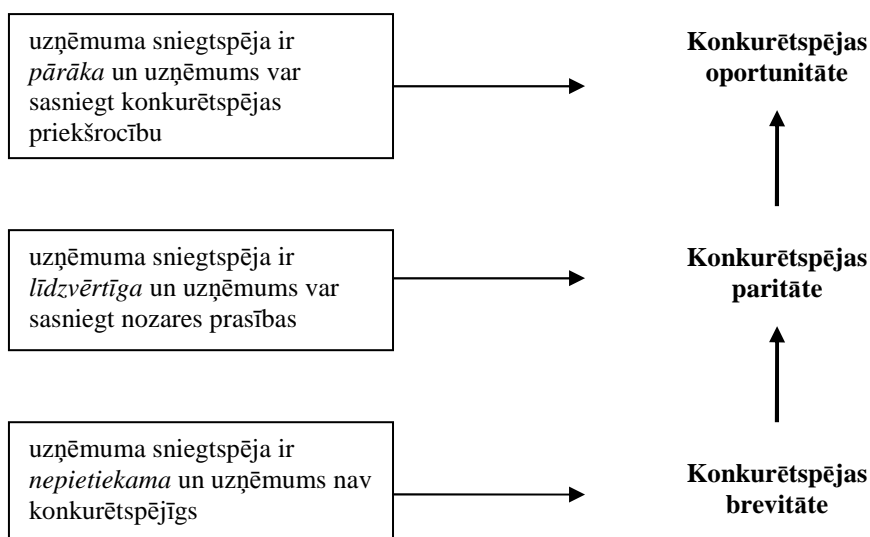 uzņēmuma sniegtspēja ir
pārāka un uzņēmums var
sasniegt konkurētspējas
priekšrocību
Konkurētspējas
oportunitāte
uzņēmuma sniegtspēja ir
līdzvērtīga un uzņēmums var
sasniegt nozares prasības
Konkurētspējas
paritāte
uzņēmuma sniegtspēja ir
nepietiekama un uzņēmums nav
konkurētspējīgs
Konkurētspējas
brevitāte